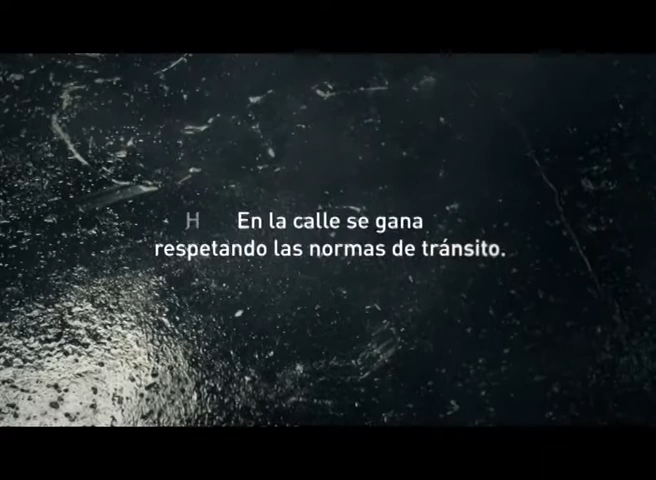 H En la calle se gana
respetando las normas de tránsito.